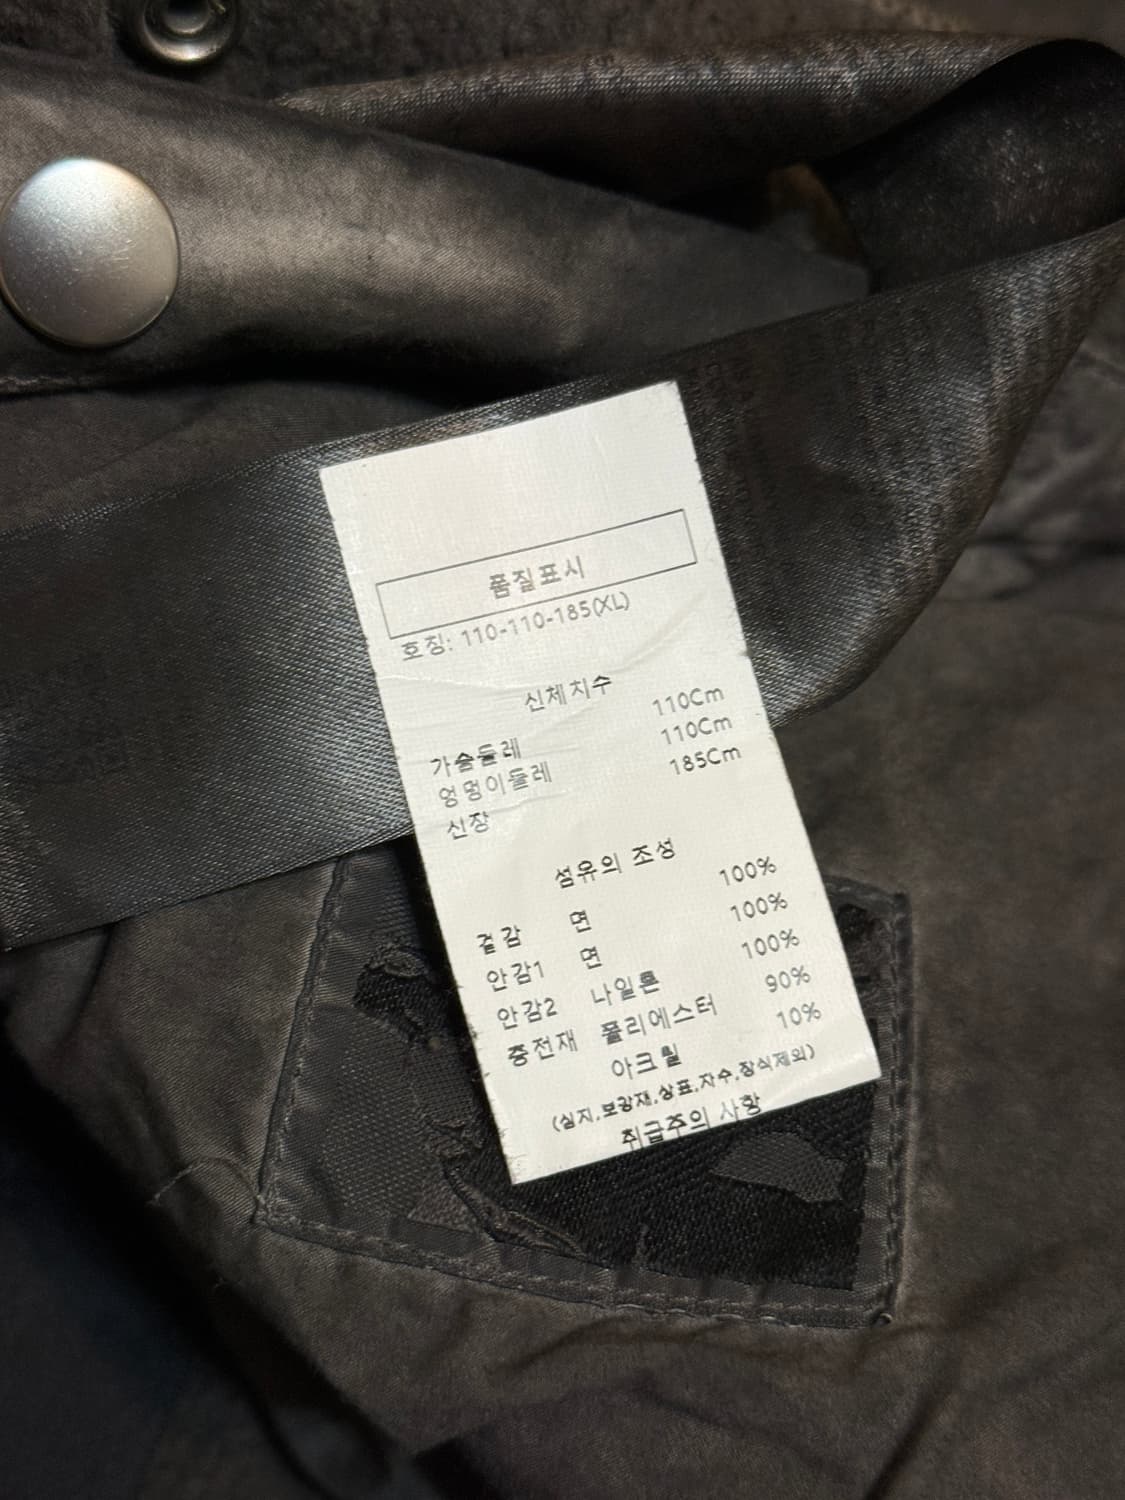 품질표시
호칭: 110-110-185(XL)
신체치수
가슴둘레 110Cm
엉덩이둘레 110Cm
신장 185Cm
섬유의 조성
겉감 면 100%
안감1 면 100%
안감2 나일론 100%
충전재 폴리에스터 90%
아크릴 10%
(심지,보강재,상표,자수,장식제외)
취급주의 사항